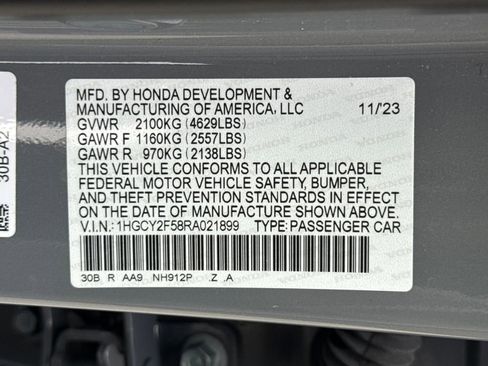 MFD. BY HONDA DEVELOPMENT &
MANUFACTURING OF AMERICA, LLC 11/23
GVWR 2100KG (4629LBS)
GAWR F 1160KG (2557LBS)
GAWR R 970KG (2138LBS)
THIS VEHICLE CONFORMS TO ALL APPLICABLE
FEDERAL MOTOR VEHICLE SAFETY, BUMPER,
AND THEFT PREVENTION STANDARDS IN EFFECT
ON THE DATE OF MANUFACTURE SHOWN ABOVE.
V.I.N.: 1HGCY2F58RA021899 TYPE:PASSENGER CAR
30B R AA9 NH912P .Z .A
30B-A2